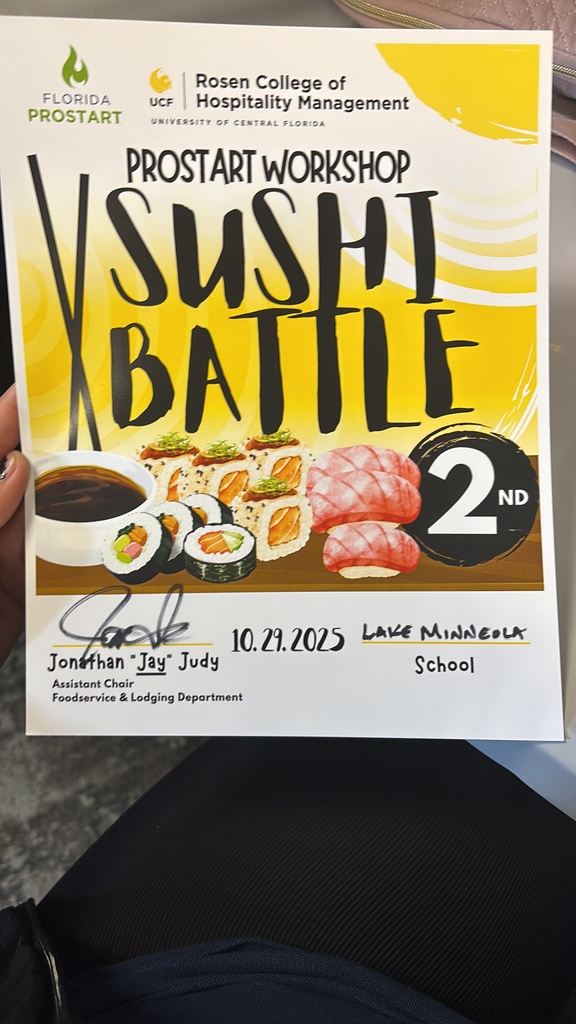 FLORIDA
PROSTART
UCF
Rosen College of
Hospitality Management
UNIVERSITY OF CENTRAL FLORIDA
PROSTART WORKSHOP
SUSHI
BATTLE
2ND
Jonathan "Jay" Judy
Assistant Chair
Foodservice & Lodging Department
10.29.2025
LAKE MINNEOLA
School